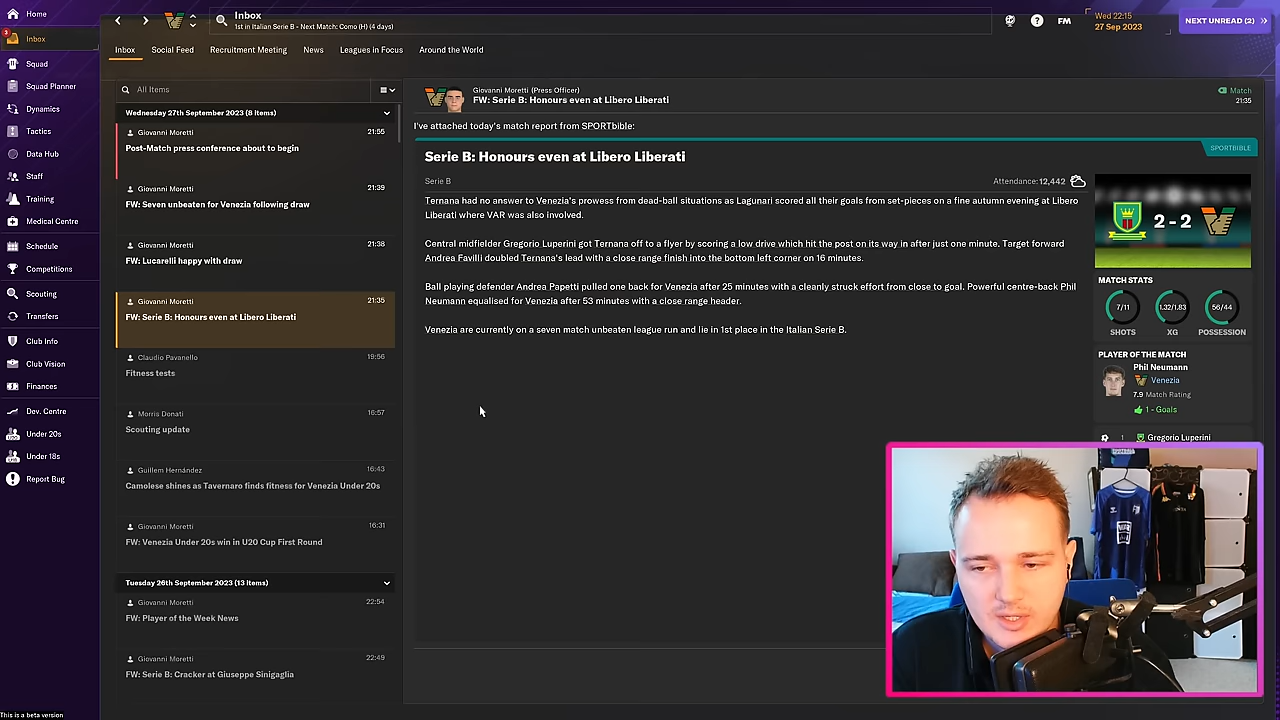 Home
Inbox
3
Squad
Squad Planner
Dynamics
Tactics
Data Hub
Staff
Training
Medical Centre
Schedule
Competitions
Scouting
Transfers
Club Info
Club Vision
Finances
Dev. Centre
Under 20s
Under 18s
Report Bug
This is a beta version
Inbox
1st in Italian Serie B - Next Match: Como (H) (4 days)
FM
Wed 22:15
27 Sep 2023
NEXT UNREAD (2)
Inbox Social Feed Recruitment Meeting News Leagues in Focus Around the World
All Items
Wednesday 27th September 2023 (8 Items)
Giovanni Moretti 21:55
Post-Match press conference about to begin
Giovanni Moretti 21:39
FW: Seven unbeaten for Venezia following draw
Giovanni Moretti 21:38
FW: Lucarelli happy with draw
Giovanni Moretti 21:35
FW: Serie B: Honours even at Libero Liberati
Claudio Pavanello 19:56
Fitness tests
Morris Donati 16:57
Scouting update
Guillem Hernández 16:43
Camolese shines as Tavernaro finds fitness for Venezia Under 20s
Giovanni Moretti 16:31
FW: Venezia Under 20s win in U20 Cup First Round
Tuesday 26th September 2023 (13 Items)
Giovanni Moretti 22:54
FW: Player of the Week News
Giovanni Moretti 22:49
FW: Serie B: Cracker at Giuseppe Sinigaglia
Giovanni Moretti (Press Officer)
FW: Serie B: Honours even at Libero Liberati
Match
21:35
I've attached today's match report from SPORTbible:
SPORTBIBLE
Serie B: Honours even at Libero Liberati
Serie B
Attendance: 12,442
Ternana had no answer to Venezia's prowess from dead-ball situations as Lagunari scored all their goals from set-pieces on a fine autumn evening at Libero
Liberati where VAR was also involved.
Central midfielder Gregorio Luperini got Ternana off to a flyer by scoring a low drive which hit the post on its way in after just one minute. Target forward
Andrea Favilli doubled Ternana's lead with a close range finish into the bottom left corner on 16 minutes.
Ball playing defender Andrea Papetti pulled one back for Venezia after 25 minutes with a cleanly struck effort from close to goal. Powerful centre-back Phil
Neumann equalised for Venezia after 53 minutes with a close range header.
Venezia are currently on a seven match unbeaten league run and lie in 1st place in the Italian Serie B.
2 - 2
MATCH STATS
7/11 1.32/1.83 56/44
SHOTS XG POSSESSION
PLAYER OF THE MATCH
Phil Neumann
Venezia
7.9 Match Rating
1 - Goals
1 Gregorio Luperini